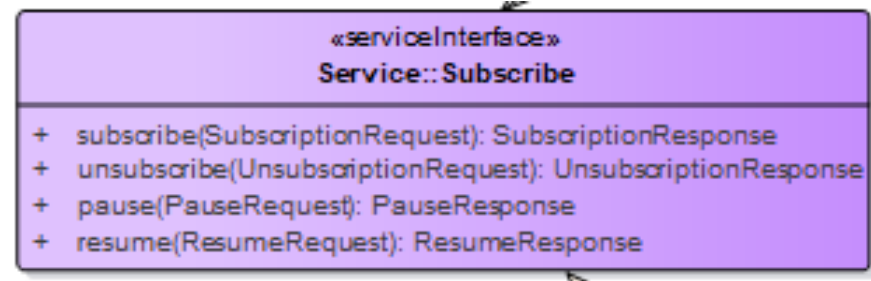 «serviceInterface»
Service::Subscribe
+ subscribe(SubscriptionRequest): SubscriptionResponse
+ unsubscribe(UnsubscriptionRequest): UnsubscriptionResponse
+ pause(PauseRequest): PauseResponse
+ resume(ResumeRequest): ResumeResponse